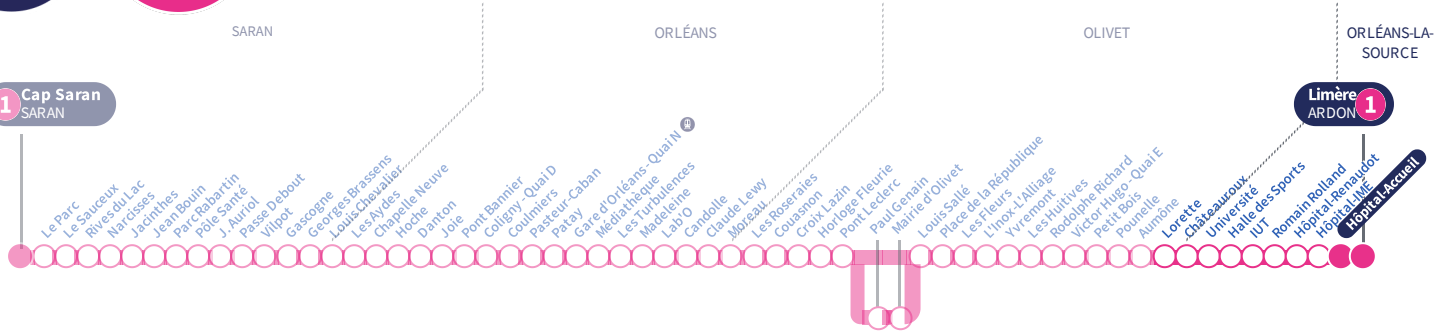 SARAN
ORLÉANS
OLIVET
ORLÉANS-LA-
SOURCE
1
Cap Saran
SARAN
Limère
ARDON
1
Le Parc
Le Sauceux
Rives du Lac
Narcisses
Jacinthes
Jean Bouin
Parc Rabartin
Pôle Santé
J. Auriol
Passe Debout
Vilpot
Gascogne
Georges Brassens
Louis Chevalier
Les Aydes
Chapelle Neuve
Hoche
Danton
Joie
Pont Bannier
Coligny - Quai D
Coulmiers
Pasteur-Caban
Patay
Gare d'Orléans - Quai N
Médiathèque
Les Turbulences
Madeleine
Lab O
Candolle
Claude Lewy
Moreau
Les Roseraies
Couasnon
Croix Lazin
Horloge Fleurie
Pont Leclerc
Paul Genain
Mairie d'Olivet
Louis Sallé
Place de la République
Les Fleurs
L'Inox-L'Alliage
Yvremont
Les Huitives
Rodolphe Richard
Victor Hugo - Quai E
Petit Bois
Pounelle
Aumône
Lorette
Châteauroux
Université
Halle des Sports
IUT
Romain Rolland
Hôpital-Renaudot
Hôpital-IME
Hôpital-Accueil